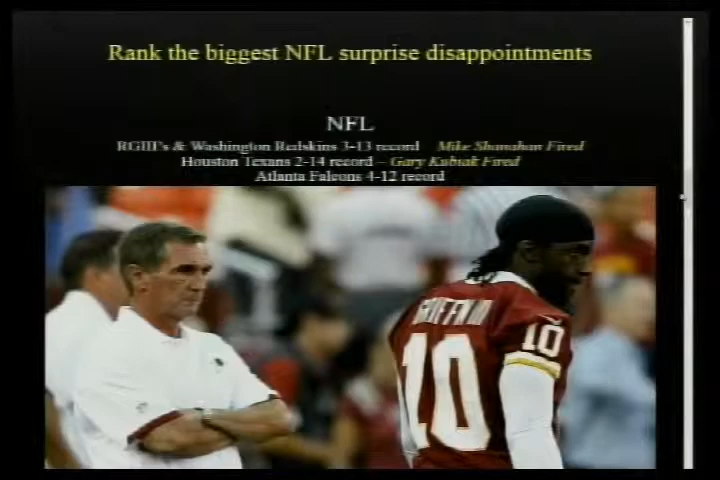 Rank the biggest NFL surprise disappointments
NFL
RGIII's & Washington Redskins 3-13 record Mike Shanahan Fired
Houston Texans 2-14 record – Gary Kubiak Fired
Atlanta Falcons 4-12 record
GRIFFIN
10
10